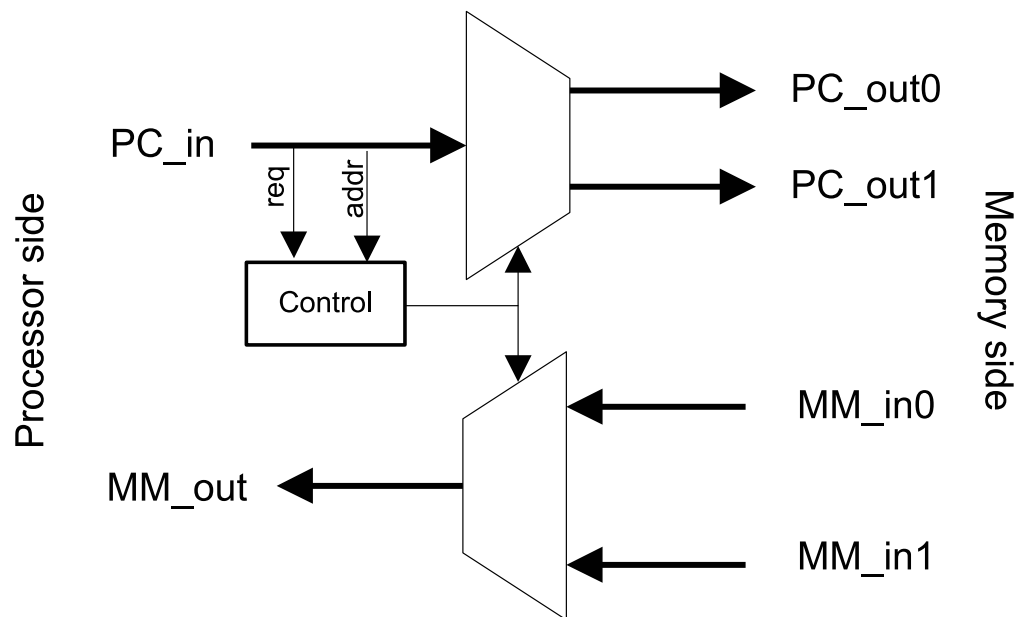 Processor side
PC_in
req
addr
Control
PC_out0
PC_out1
MM_in0
MM_out
MM_in1
Memory side